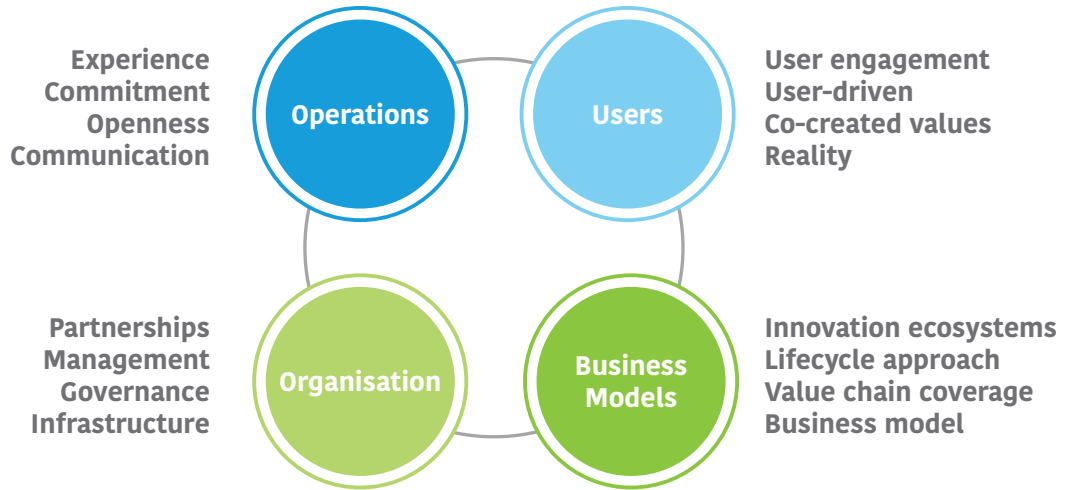 Experience
Commitment
Openness
Communication
Operations
Users
User engagement
User-driven
Co-created values
Reality
Partnerships
Management
Governance
Infrastructure
Organisation
Business
Models
Innovation ecosystems
Lifecycle approach
Value chain coverage
Business model